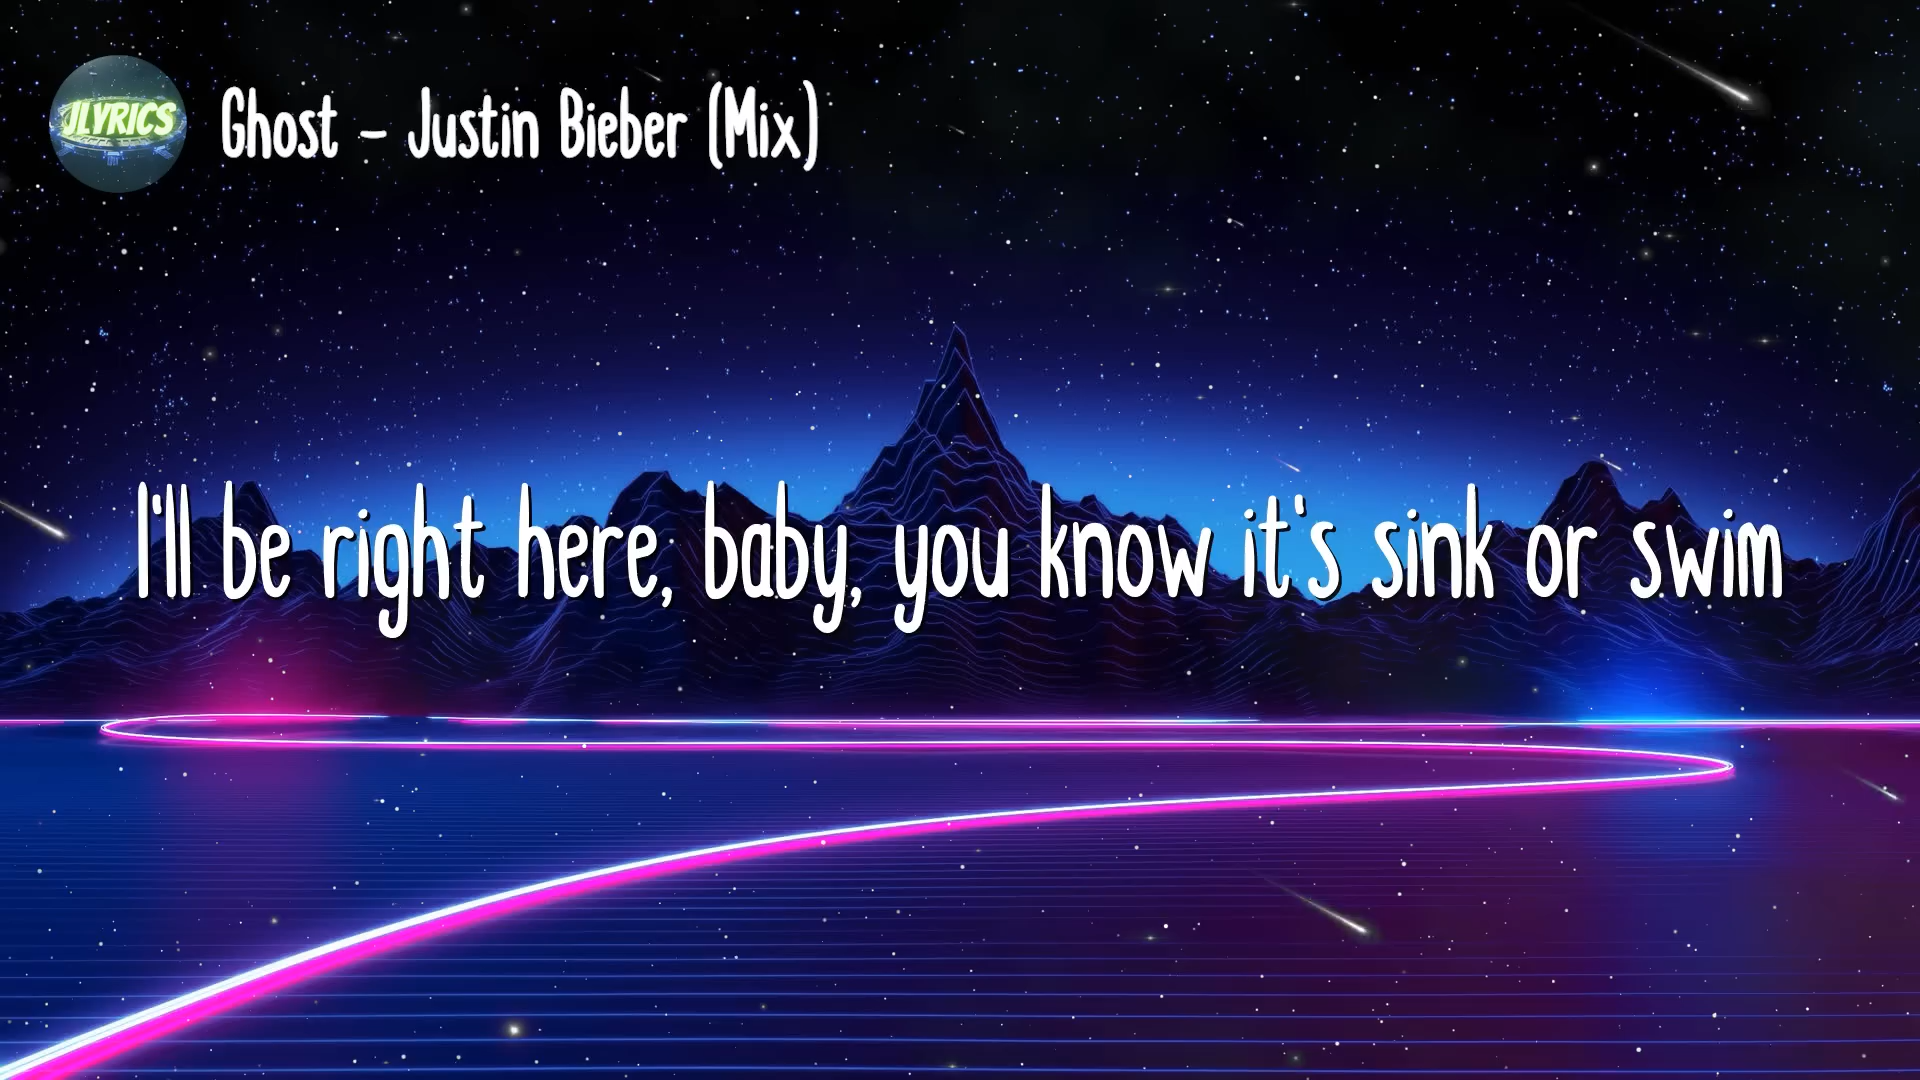 JLYRICS
Ghost - Justin Bieber (Mix)
I'll be right here, baby, you know it's sink or swim